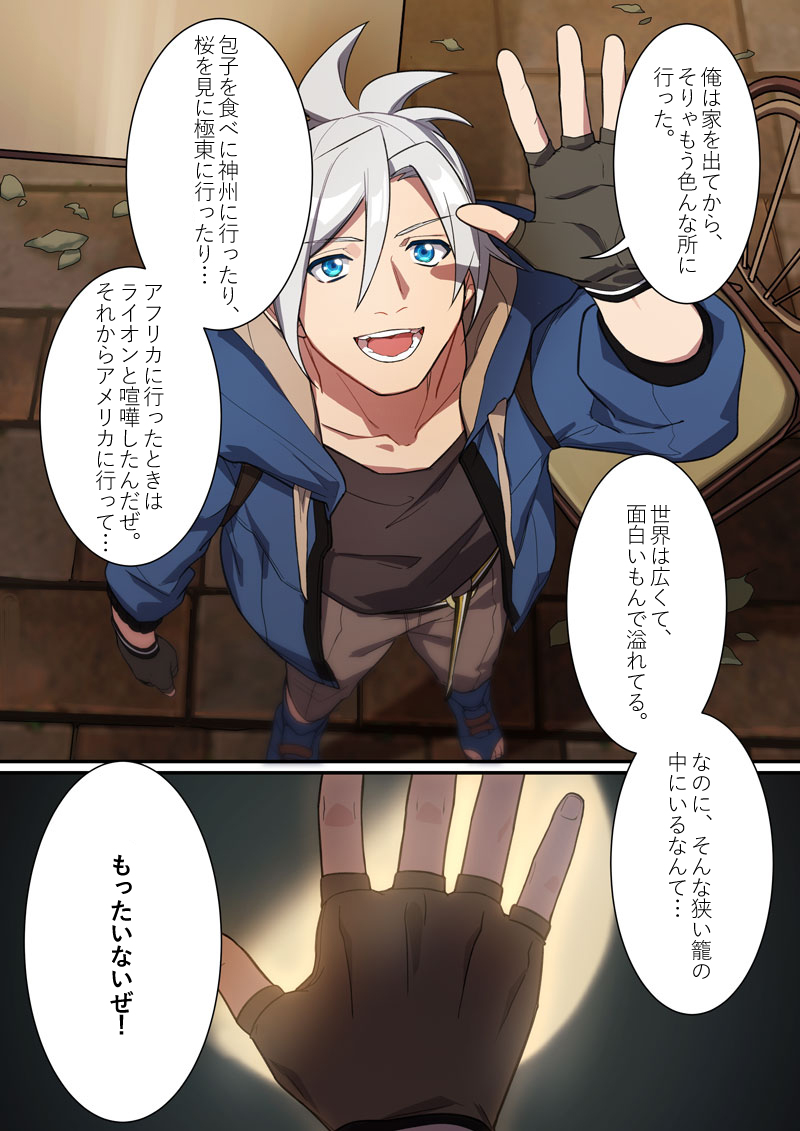 俺は家を出てから、
そりゃもう色んな所に
行った。
包子を食べに神州に行ったり、
桜を見に極東に行ったり…
アフリカに行ったときは
ライオンと喧嘩したんだぜ。
それからアメリカに行って…
世界は広くて、
面白いもんで溢れてる。
なのに、そんな狭い籠の
中にいるなんて…
もったいないぜ！